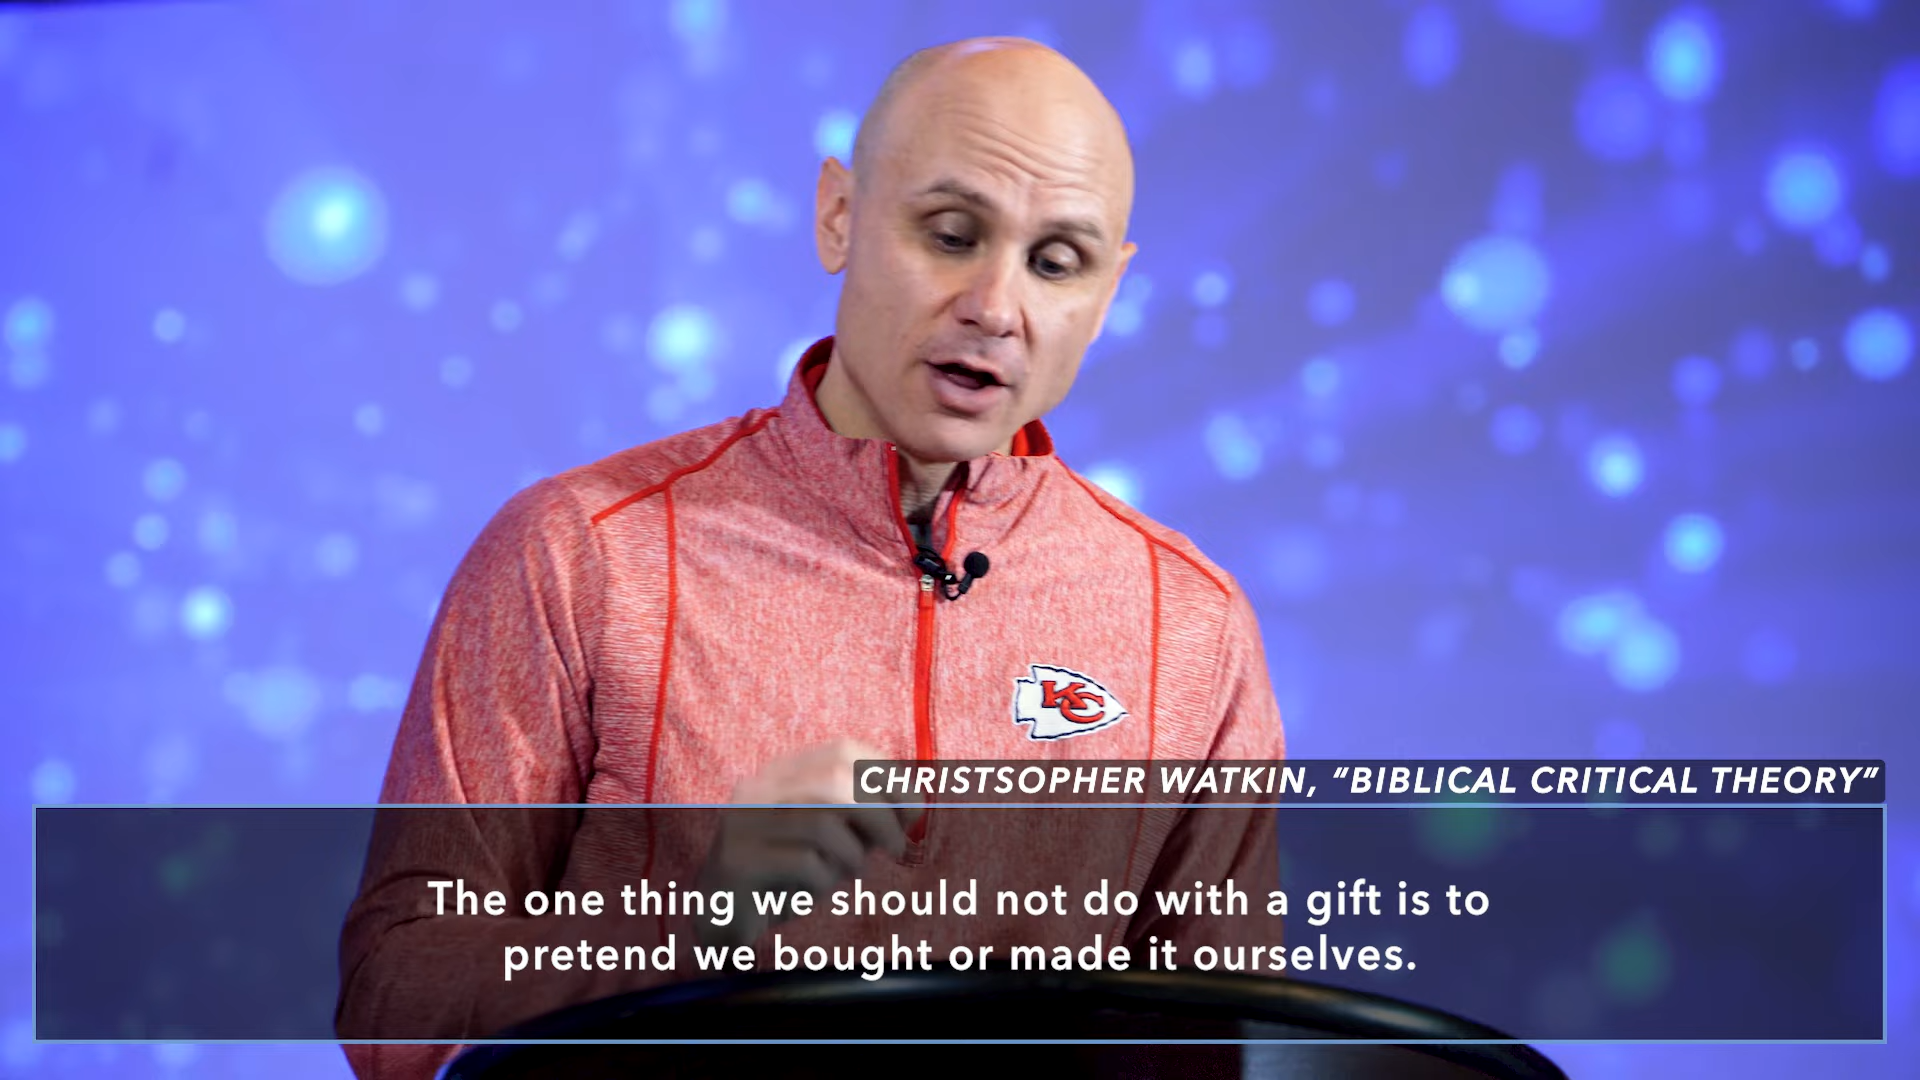 KC
CHRISTSOPHER WATKIN, “BIBLICAL CRITICAL THEORY”
The one thing we should not do with a gift is to
pretend we bought or made it ourselves.